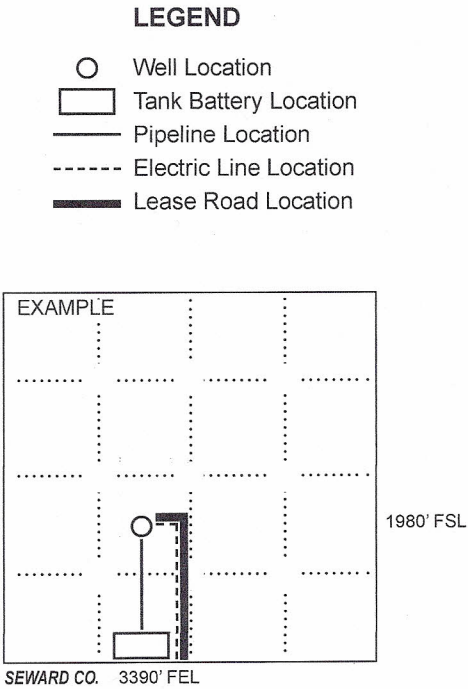 LEGEND
Well Location
Tank Battery Location
Pipeline Location
Electric Line Location
Lease Road Location
EXAMPLE
1980' FSL
SEWARD CO. 3390' FEL